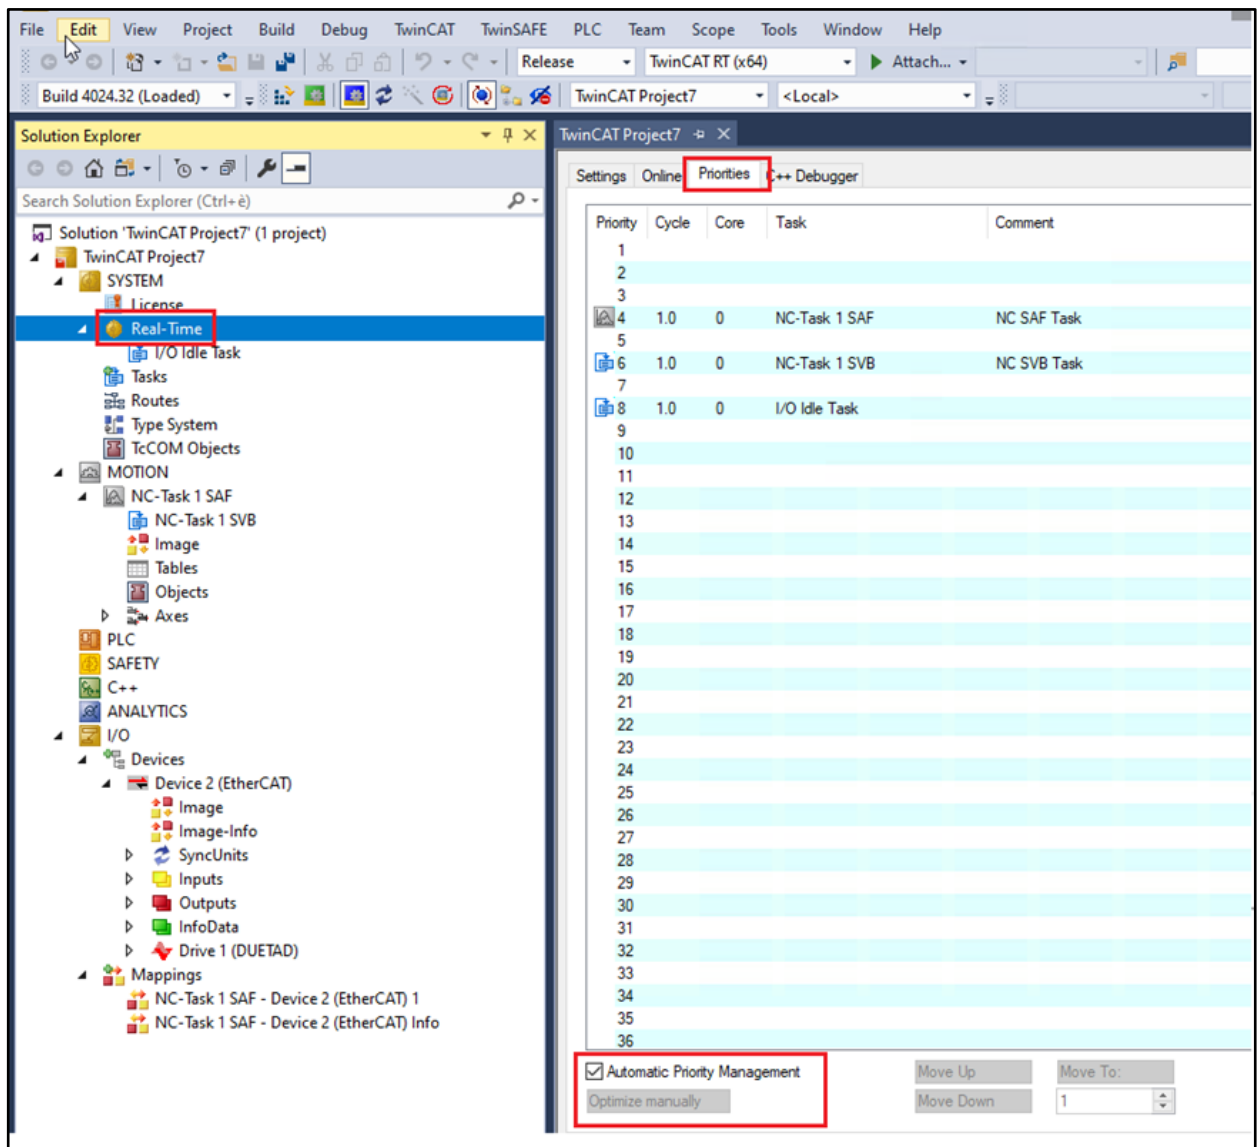 File Edit View Project Build Debug TwinCAT TwinSAFE PLC Team Scope Tools Window Help
Release TwinCAT RT (x64) Attach...
Build 4024.32 (Loaded) TwinCAT Project7 <Local>
Solution Explorer
TwinCAT Project7
Search Solution Explorer (Ctrl+è)
Solution 'TwinCAT Project7' (1 project)
TwinCAT Project7
SYSTEM
License
Real-Time
I/O Idle Task
Tasks
Routes
Type System
TcCOM Objects
MOTION
NC-Task 1 SAF
NC-Task 1 SVB
Image
Tables
Objects
Axes
PLC
SAFETY
C++
ANALYTICS
I/O
Devices
Device 2 (EtherCAT)
Image
Image-Info
SyncUnits
Inputs
Outputs
InfoData
Drive 1 (DUETAD)
Mappings
NC-Task 1 SAF - Device 2 (EtherCAT) 1
NC-Task 1 SAF - Device 2 (EtherCAT) Info
Settings Online Priorities C++ Debugger
Priority Cycle Core Task Comment
1
2
3
4 1.0 0 NC-Task 1 SAF NC SAF Task
5
6 1.0 0 NC-Task 1 SVB NC SVB Task
7
8 1.0 0 I/O Idle Task
9
10
11
12
13
14
15
16
17
18
19
20
21
22
23
24
25
26
27
28
29
30
31
32
33
34
35
36
Automatic Priority Management Move Up Move To:
Optimize manually Move Down 1